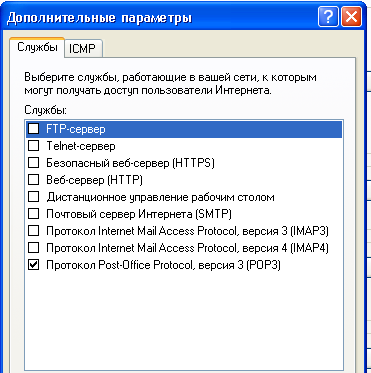 Дополнительные параметры
Службы
ICMP
Выберите службы, работающие в вашей сети, к которым
могут получать доступ пользователи Интернета.
Службы:
FTP-сервер
Telnet-сервер
Безопасный веб-сервер (HTTPS)
Веб-сервер (HTTP)
Дистанционное управление рабочим столом
Почтовый сервер Интернета (SMTP)
Протокол Internet Mail Access Protocol, версия 3 (IMAP3)
Протокол Internet Mail Access Protocol, версия 4 (IMAP4)
Протокол Post-Office Protocol, версия 3 (POP3)